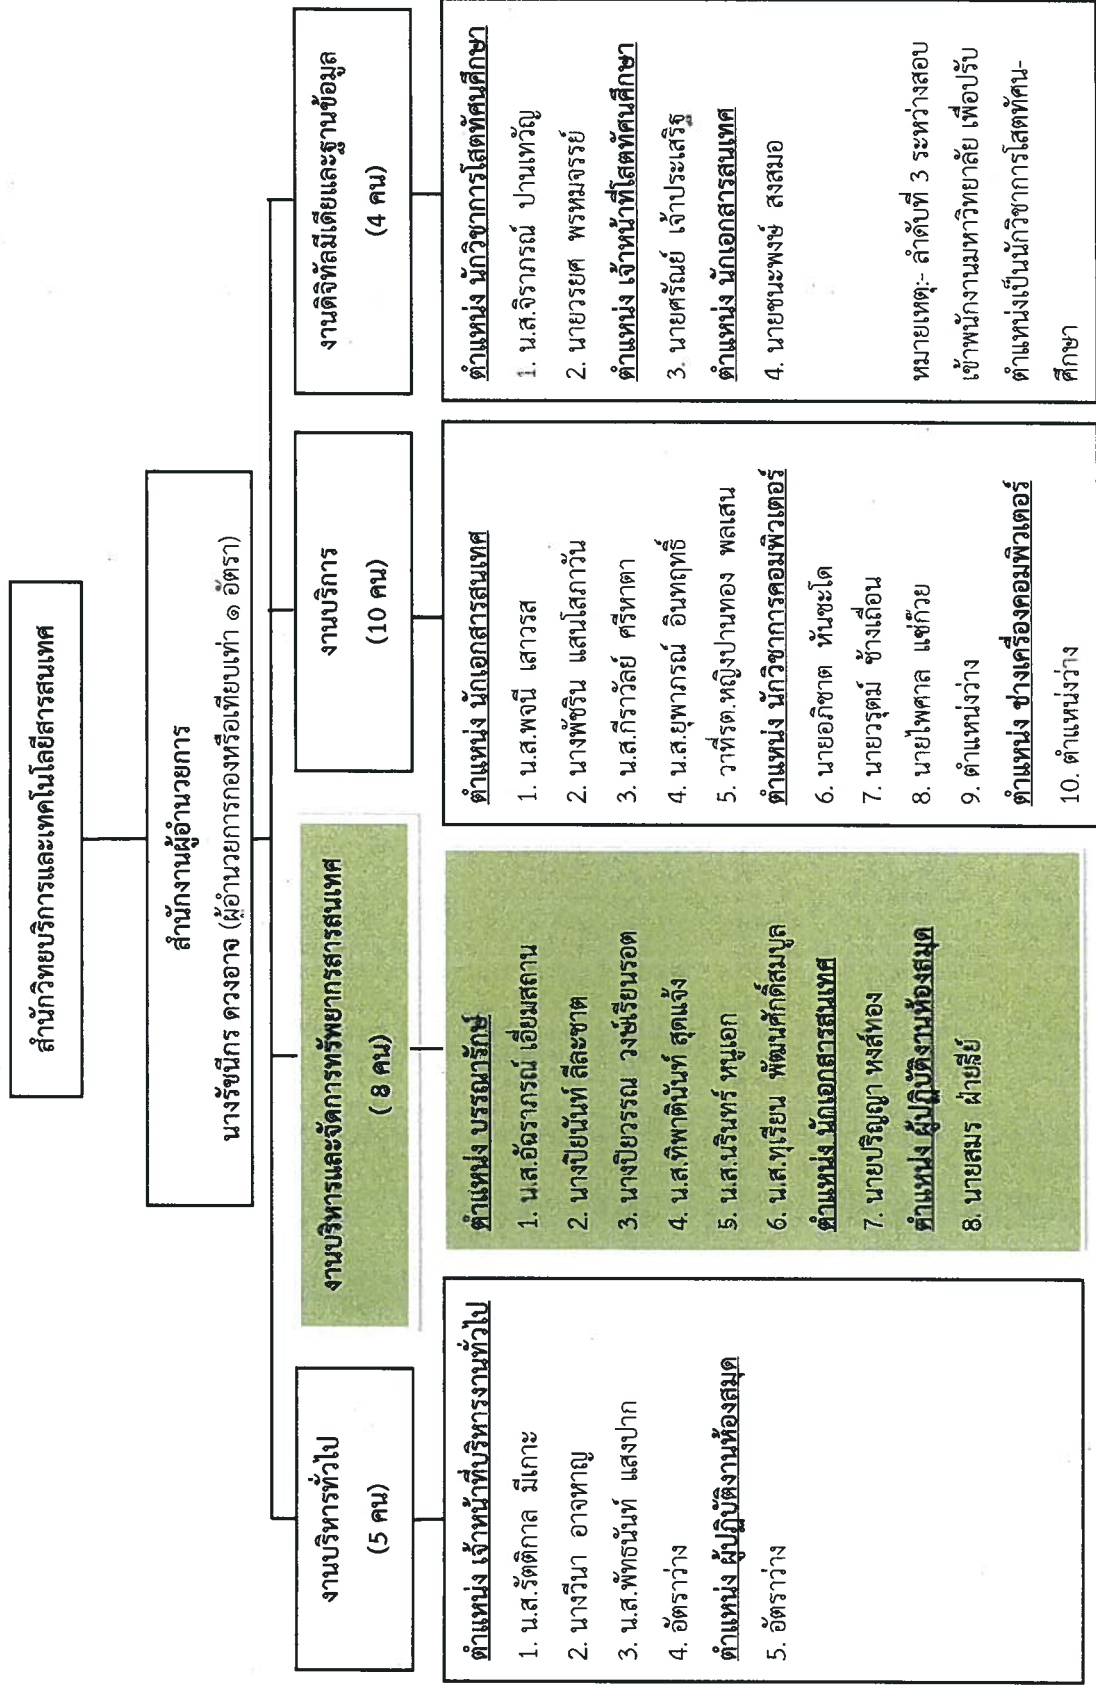 สำนักวิทยบริการและเทคโนโลยีสารสนเทศ
สำนักงานผู้อำนวยการ
นางรัชนีกร ดวงอาจ (ผู้อำนวยการกองหรือเทียบเท่า ๑ อัตรา)
งานบริหารทั่วไป
(5 คน)
ตำแหน่ง เจ้าหน้าที่บริหารงานทั่วไป
1. น.ส.รัตติกาล มีเกาะ
2. นางวีนา อาจหาญ
3. น.ส.พัทธนันท์ แสงปาก
4. อัตราว่าง
ตำแหน่ง ผู้ปฏิบัติงานห้องสมุด
5. อัตราว่าง
งานบริหารและจัดการทรัพยากรสารสนเทศ
( 8 คน)
ตำแหน่ง บรรณารักษ์
1. น.ส.อัฉราภรณ์ เอี่ยมสถาน
2. นางปิยนันท์ ลีละชาต
3. นางปิยวรรณ วงษ์เรียนรอต
4. น.ส.ทิพาตินันท์ สุดแจ้ง
5. น.ส.นรินทร์ หนูเอก
6. น.ส.ทุเรียน พัฒนศักดิ์สมบูล
ตำแหน่ง นักเอกสารสนเทศ
7. นายปริญญา หงส์ทอง
ตำแหน่ง ผู้ปฏิบัติงานห้องสมุด
8. นายสมร ฝ่ายรีย์
งานบริการ
(10 คน)
ตำแหน่ง นักเอกสารสนเทศ
1. น.ส.พจนี เสาวรส
2. นางพัชริน แสนโสภาวัน
3. น.ส.กีราวัลย์ ศรีหาตา
4. น.ส.ยุพาภรณ์ อินทฤทธิ์
5. วาที่รต.หญิงปานทอง พลเสน
ตำแหน่ง นักวิชาการคอมพิวเตอร์
6. นายอภิชาต หันชะโด
7. นายวรุตม์ ช้างเถื่อน
8. นายไพศาล แซ่ก๊วย
9. ตำแหน่งว่าง
ตำแหน่ง ช่างเครื่องคอมพิวเตอร์
10. ตำแหน่งว่าง
งานดิจิทัลมีเดียและฐานข้อมูล
(4 คน)
ตำแหน่ง นักวิชาการโสตทัศนศึกษา
1. น.ส.จิราภรณ์ ปานเทวัญ
2. นายวรยศ พรหมจรรย์
ตำแหน่ง เจ้าหน้าที่โสตทัศนศึกษา
3. นายศรัณย์ เจ้าประเสริฐ
ตำแหน่ง นักเอกสารสนเทศ
4. นายชนะพงษ์ สงสมอ
หมายเหตุ:- ลำดับที่ 3 ระหว่างสอบ
เข้าพนักงานมหาวิทยาลัย เพื่อปรับ
ตำแหน่งเป็นนักวิชาการโสตทัศน-
ศึกษา